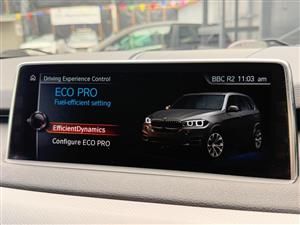 Driving Experience Control
BBC R2 11:03 am
ECO PRO
Fuel-efficient setting
EfficientDynamics
Configure ECO PRO